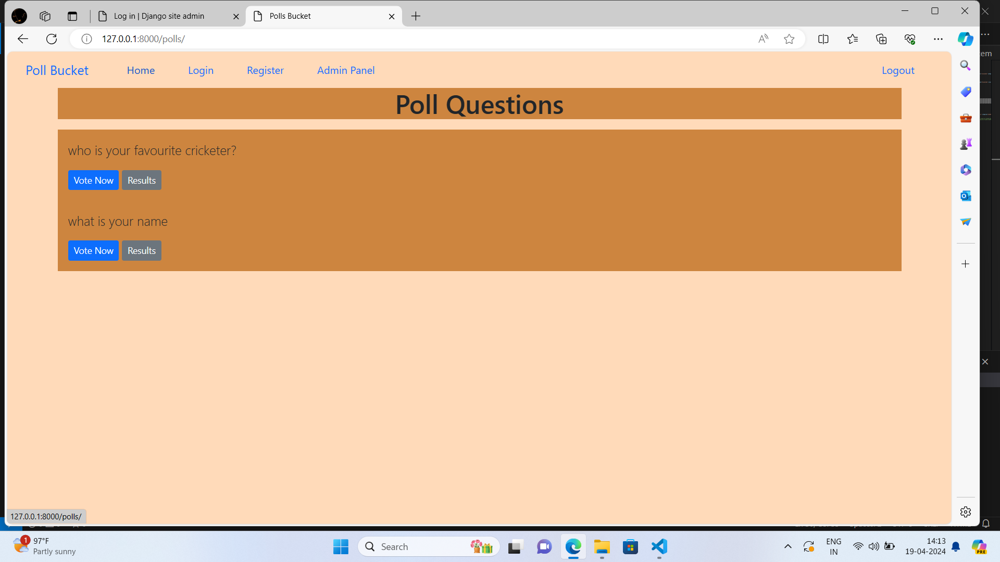 Log in | Django site admin
Polls Bucket
127.0.0.1:8000/polls/
Poll Bucket
Home
Login
Register
Admin Panel
Logout
Poll Questions
who is your favourite cricketer?
Vote Now
Results
what is your name
Vote Now
Results
127.0.0.1:8000/polls/
1
97°F
Partly sunny
Search
ENG
IN
14:13
19-04-2024
PRE